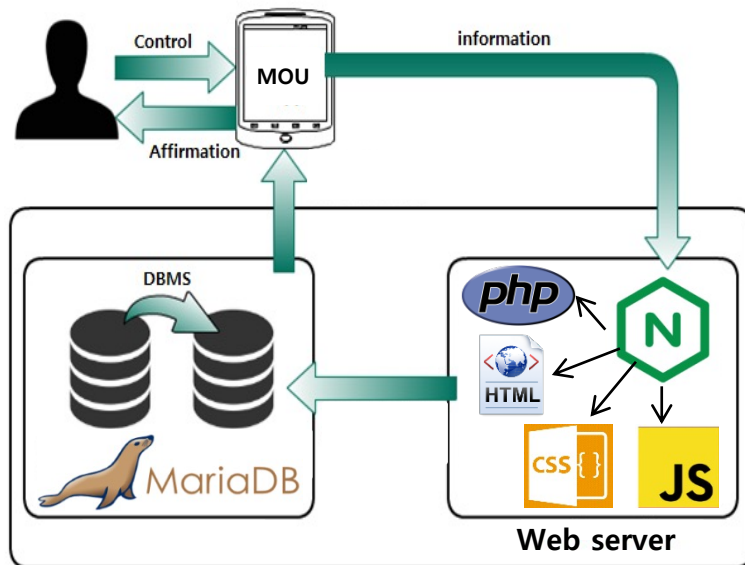 Control
information
MOU
Affirmation
DBMS
php
N
HTML
CSS { }
JS
MariaDB
Web server